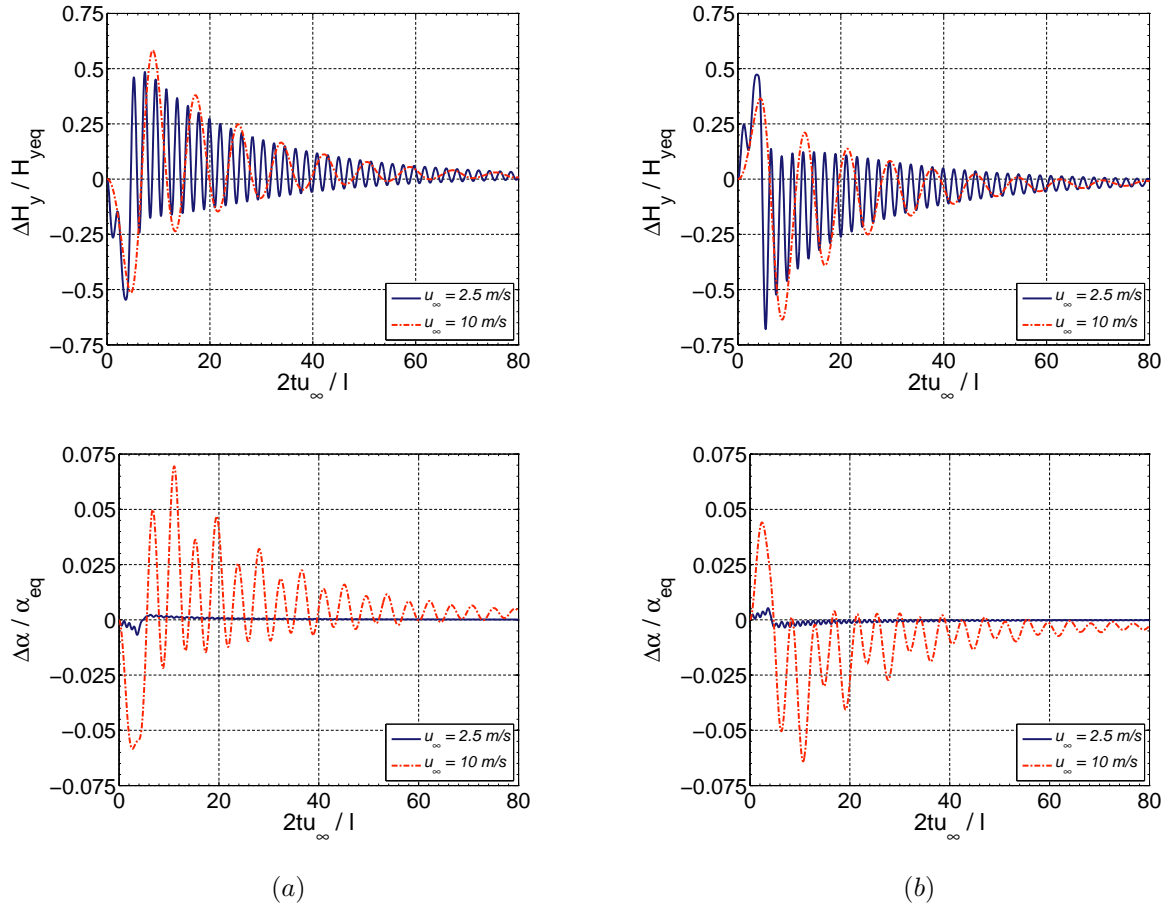 ΔH_y / H_yeq
0.75
0.5
0.25
0
−0.25
−0.5
−0.75
0 20 40 60 80
2tu_∞ / l
u_∞ = 2.5 m/s
u_∞ = 10 m/s
ΔH_y / H_yeq
0.75
0.5
0.25
0
−0.25
−0.5
−0.75
0 20 40 60 80
2tu_∞ / l
u_∞ = 2.5 m/s
u_∞ = 10 m/s
Δα / α_eq
0.075
0.05
0.025
0
−0.025
−0.05
−0.075
0 20 40 60 80
2tu_∞ / l
u_∞ = 2.5 m/s
u_∞ = 10 m/s
Δα / α_eq
0.075
0.05
0.025
0
−0.025
−0.05
−0.075
0 20 40 60 80
2tu_∞ / l
u_∞ = 2.5 m/s
u_∞ = 10 m/s
(a)
(b)